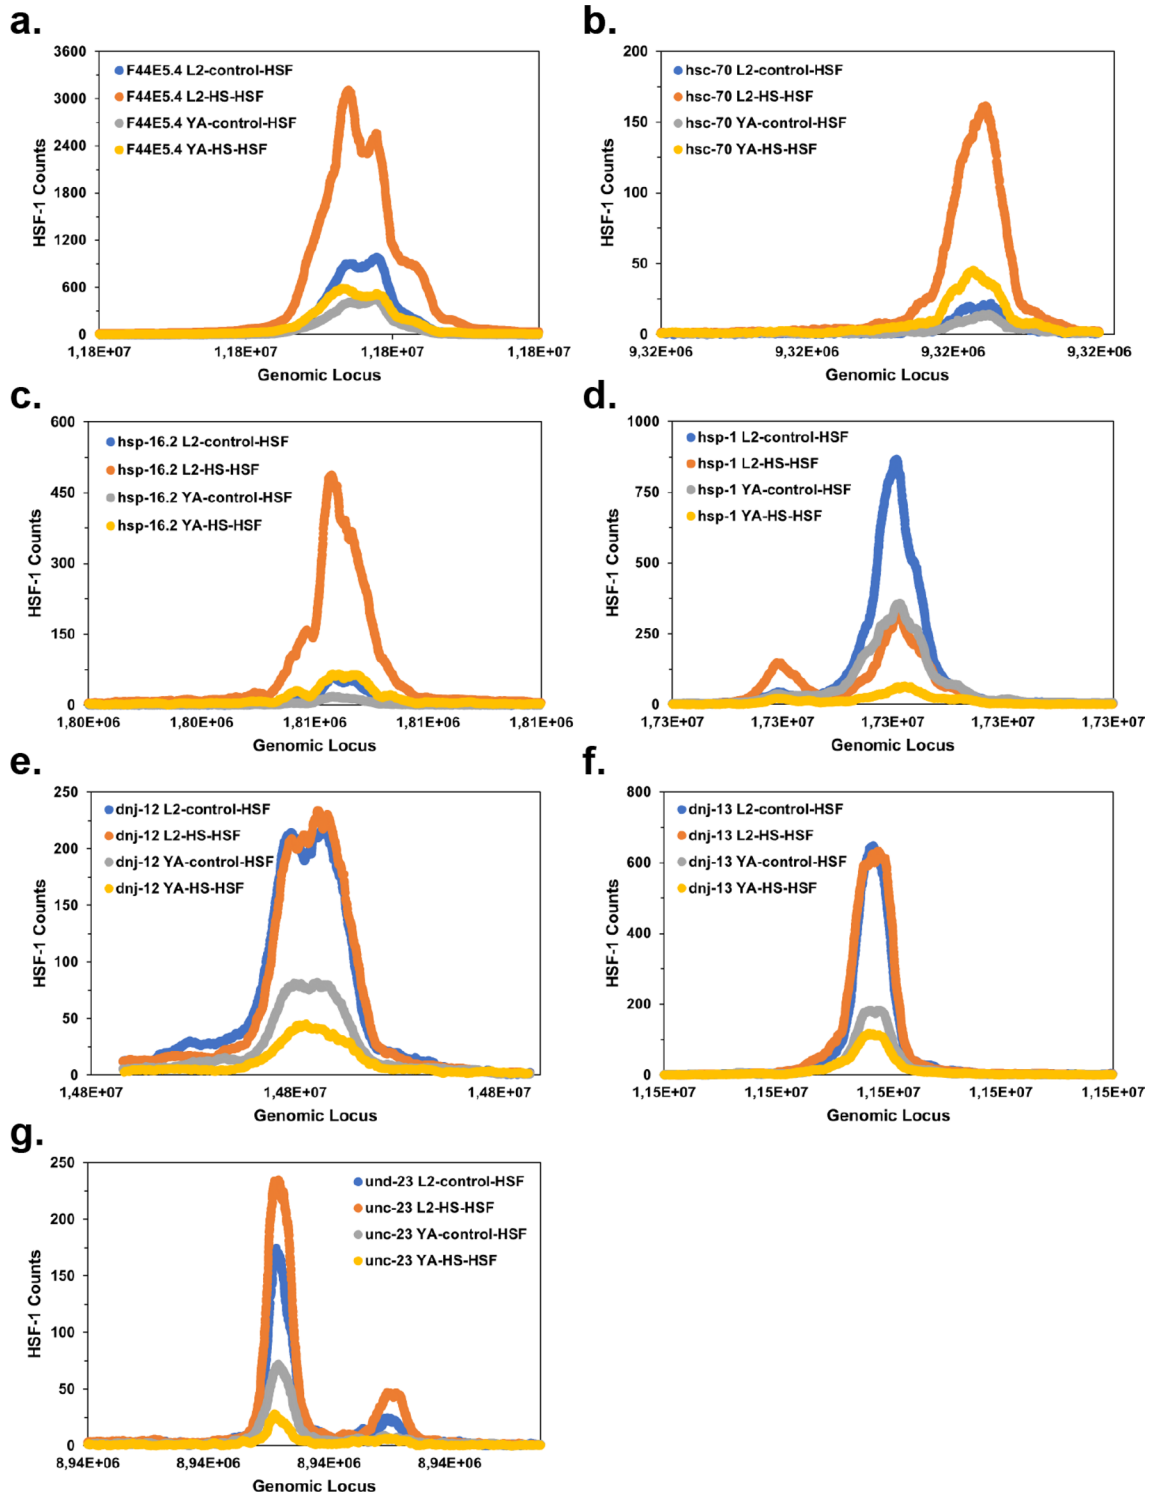 a.
3600
3000
2400
1800
1200
600
0
HSF-1 Counts
F44E5.4 L2-control-HSF
F44E5.4 L2-HS-HSF
F44E5.4 YA-control-HSF
F44E5.4 YA-HS-HSF
1,18E+07 1,18E+07 1,18E+07 1,18E+07
Genomic Locus
b.
200
150
100
50
0
HSF-1 Counts
hsc-70 L2-control-HSF
hsc-70 L2-HS-HSF
hsc-70 YA-control-HSF
hsc-70 YA-HS-HSF
9,32E+06 9,32E+06 9,32E+06 9,32E+06
Genomic Locus
c.
600
450
300
150
0
HSF-1 Counts
hsp-16.2 L2-control-HSF
hsp-16.2 L2-HS-HSF
hsp-16.2 YA-control-HSF
hsp-16.2 YA-HS-HSF
1,80E+06 1,80E+06 1,81E+06 1,81E+06 1,81E+06
Genomic Locus
d.
1000
750
500
250
0
HSF-1 Counts
hsp-1 L2-control-HSF
hsp-1 L2-HS-HSF
hsp-1 YA-control-HSF
hsp-1 YA-HS-HSF
1,73E+07 1,73E+07 1,73E+07 1,73E+07 1,73E+07
Genomic Locus
e.
250
200
150
100
50
0
HSF-1 Counts
dnj-12 L2-control-HSF
dnj-12 L2-HS-HSF
dnj-12 YA-control-HSF
dnj-12 YA-HS-HSF
1,48E+07 1,48E+07 1,48E+07
Genomic Locus
f.
800
600
400
200
0
HSF-1 Counts
dnj-13 L2-control-HSF
dnj-13 L2-HS-HSF
dnj-13 YA-control-HSF
dnj-13 YA-HS-HSF
1,15E+07 1,15E+07 1,15E+07 1,15E+07 1,15E+07
Genomic Locus
g.
250
200
150
100
50
0
HSF-1 Counts
und-23 L2-control-HSF
unc-23 L2-HS-HSF
unc-23 YA-control-HSF
unc-23 YA-HS-HSF
8,94E+06 8,94E+06 8,94E+06 8,94E+06
Genomic Locus